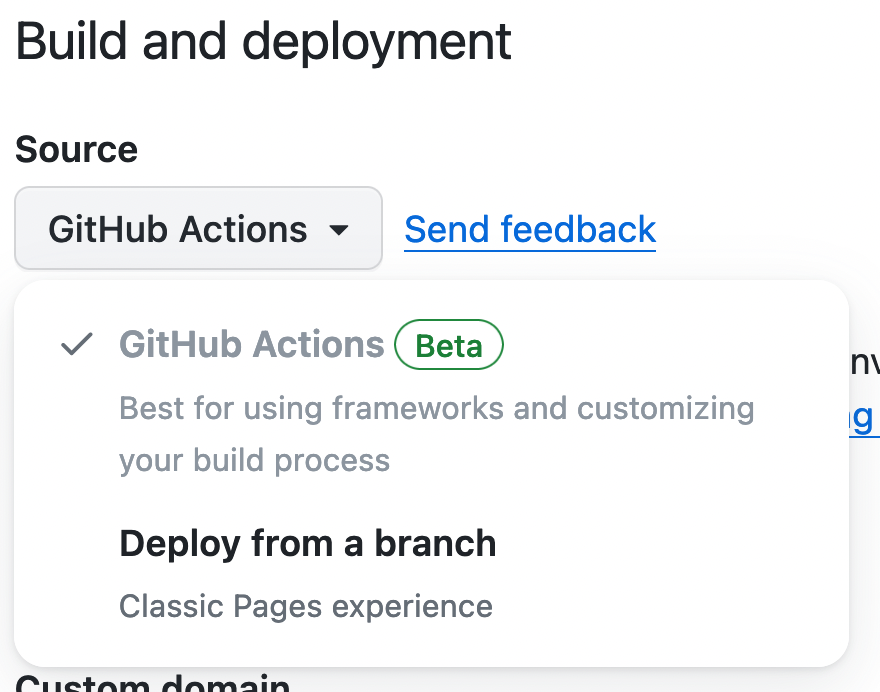 Build and deployment
Source
GitHub Actions
Send feedback
GitHub Actions Beta
Best for using frameworks and customizing
your build process
Deploy from a branch
Classic Pages experience
Custom domain